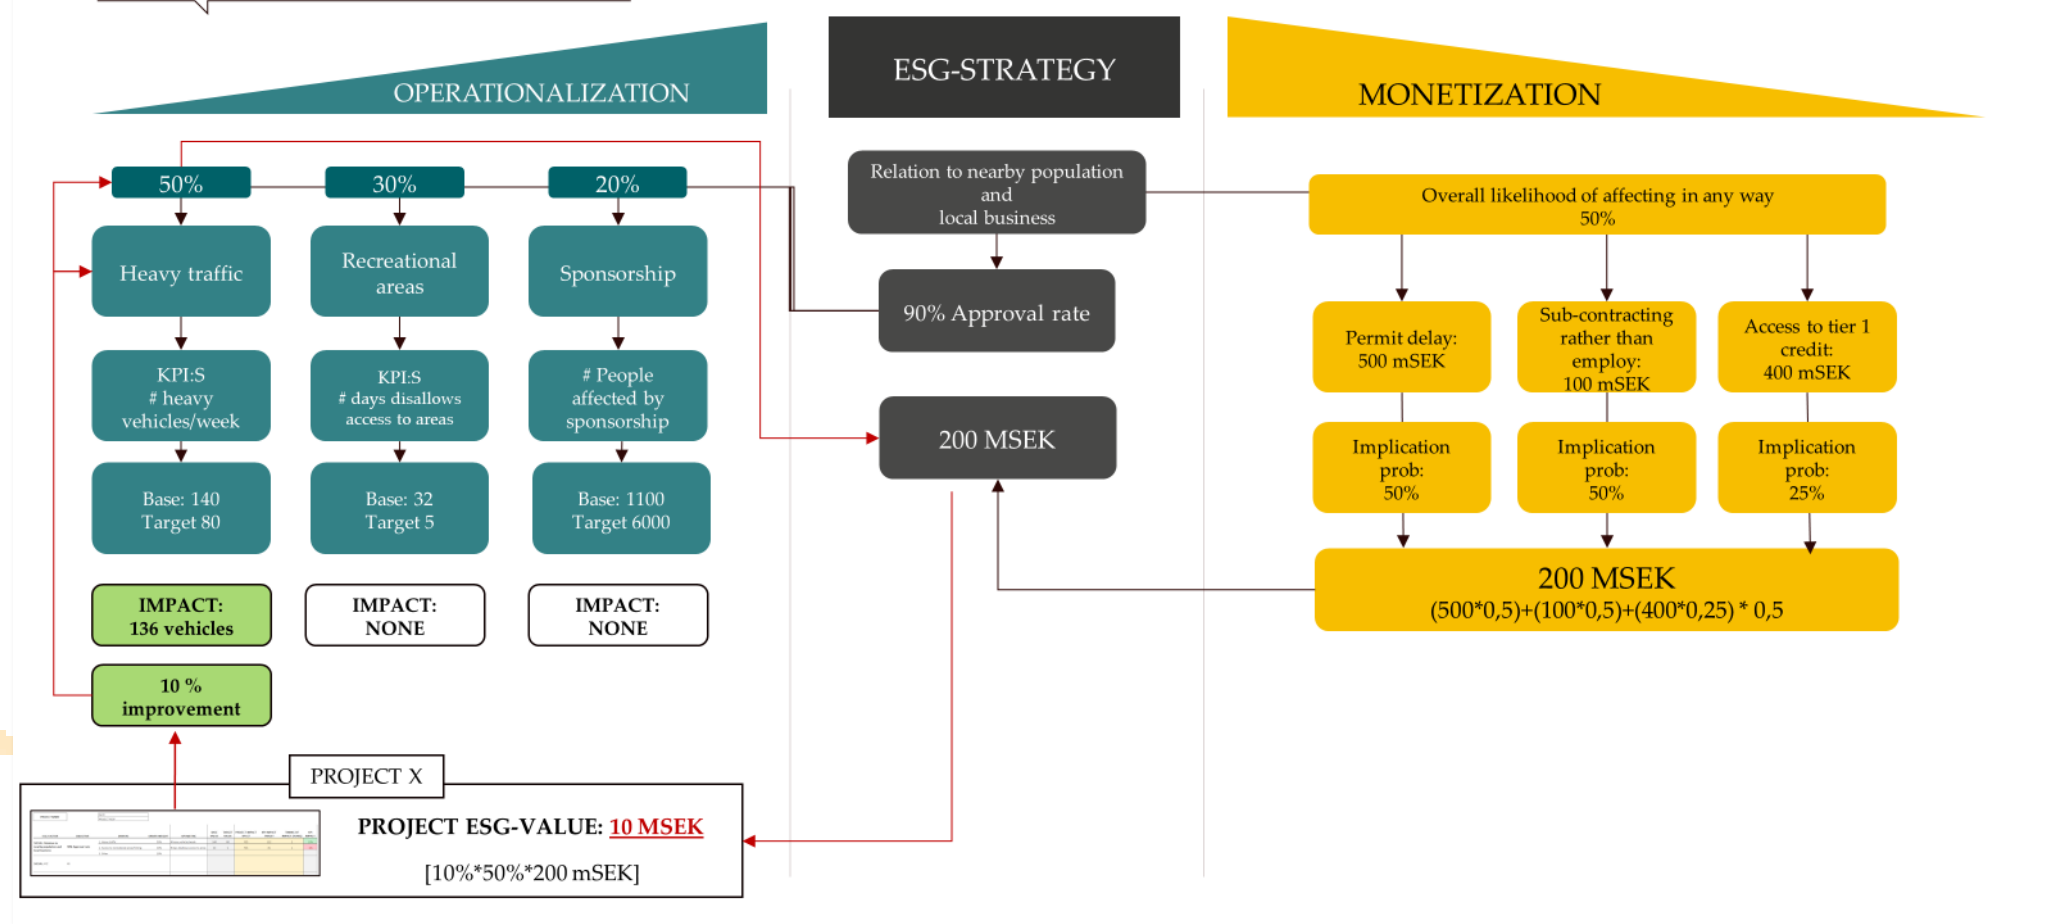 OPERATIONALIZATION
ESG-STRATEGY
MONETIZATION
50%
30%
20%
Heavy traffic
Recreational
areas
Sponsorship
KPI:S
# heavy
vehicles/week
KPI:S
# days disallows
access to areas
# People
affected by
sponsorship
Base: 140
Target 80
Base: 32
Target 5
Base: 1100
Target 6000
IMPACT:
136 vehicles
IMPACT:
NONE
IMPACT:
NONE
10 %
improvement
Relation to nearby population
and
local business
90% Approval rate
200 MSEK
Overall likelihood of affecting in any way
50%
Permit delay:
500 mSEK
Sub-contracting
rather than
employ:
100 mSEK
Access to tier 1
credit:
400 mSEK
Implication
prob:
50%
Implication
prob:
50%
Implication
prob:
25%
200 MSEK
(500*0,5)+(100*0,5)+(400*0,25) * 0,5
PROJECT X
PROJECT ESG-VALUE: 10 MSEK
[10%*50%*200 mSEK]